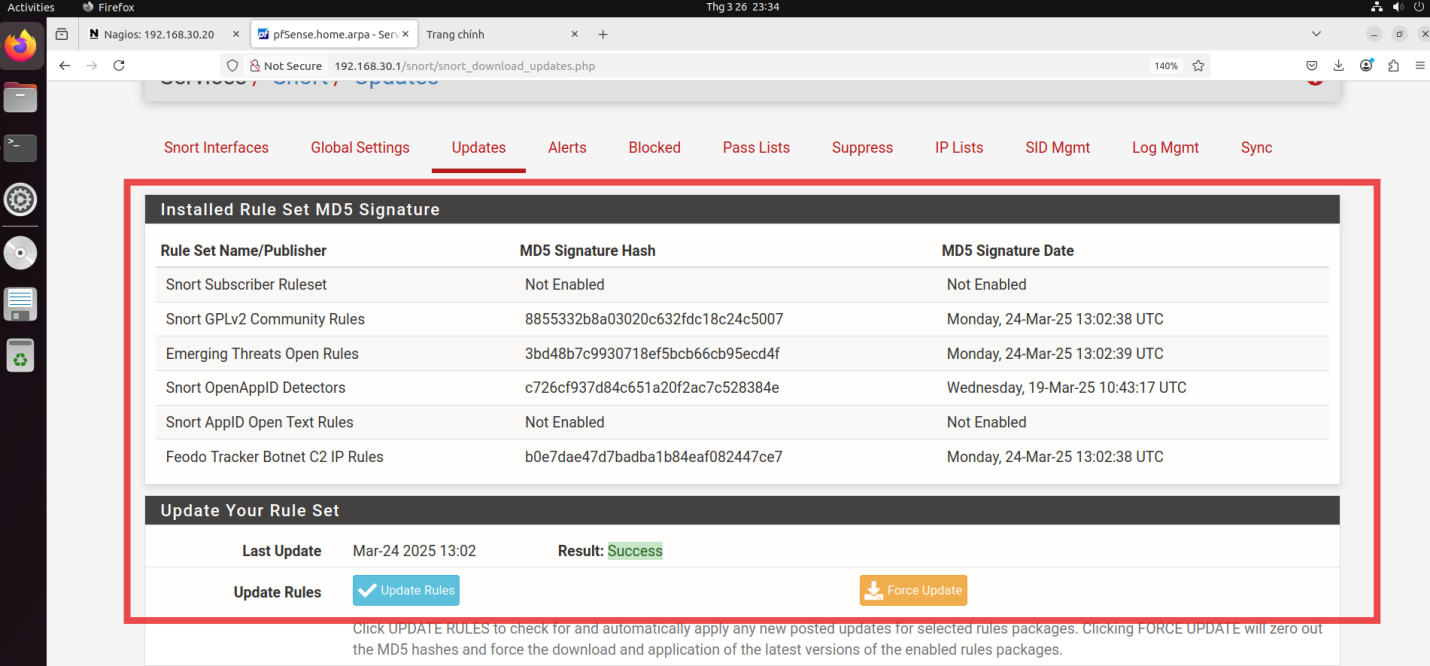 Activities Firefox Thg 3 26 23:34
Nagios: 192.168.30.20 × pfSense.home.arpa - Serv × Trang chính × +
Not Secure 192.168.30.1/snort/snort_download_updates.php 140%
Services / Snort / Updates
Snort Interfaces Global Settings Updates Alerts Blocked Pass Lists Suppress IP Lists SID Mgmt Log Mgmt Sync
Installed Rule Set MD5 Signature
Rule Set Name/Publisher MD5 Signature Hash MD5 Signature Date
Snort Subscriber Ruleset Not Enabled Not Enabled
Snort GPLv2 Community Rules 8855332b8a03020c632fdc18c24c5007 Monday, 24-Mar-25 13:02:38 UTC
Emerging Threats Open Rules 3bd48b7c9930718ef5bcb66cb95ecd4f Monday, 24-Mar-25 13:02:39 UTC
Snort OpenAppID Detectors c726cf937d84c651a20f2ac7c528384e Wednesday, 19-Mar-25 10:43:17 UTC
Snort AppID Open Text Rules Not Enabled Not Enabled
Feodo Tracker Botnet C2 IP Rules b0e7dae47d7badba1b84eaf082447ce7 Monday, 24-Mar-25 13:02:38 UTC
Update Your Rule Set
Last Update Mar-24 2025 13:02 Result: Success
Update Rules Update Rules Force Update
Click UPDATE RULES to check for and automatically apply any new posted updates for selected rules packages. Clicking FORCE UPDATE will zero out
the MD5 hashes and force the download and application of the latest versions of the enabled rules packages.